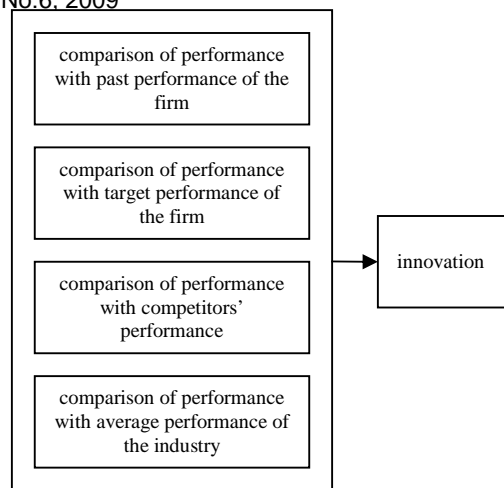 No.6, 2009
comparison of performance
with past performance of the
firm
comparison of performance
with target performance of
the firm
comparison of performance
with competitors’
performance
comparison of performance
with average performance of
the industry
innovation